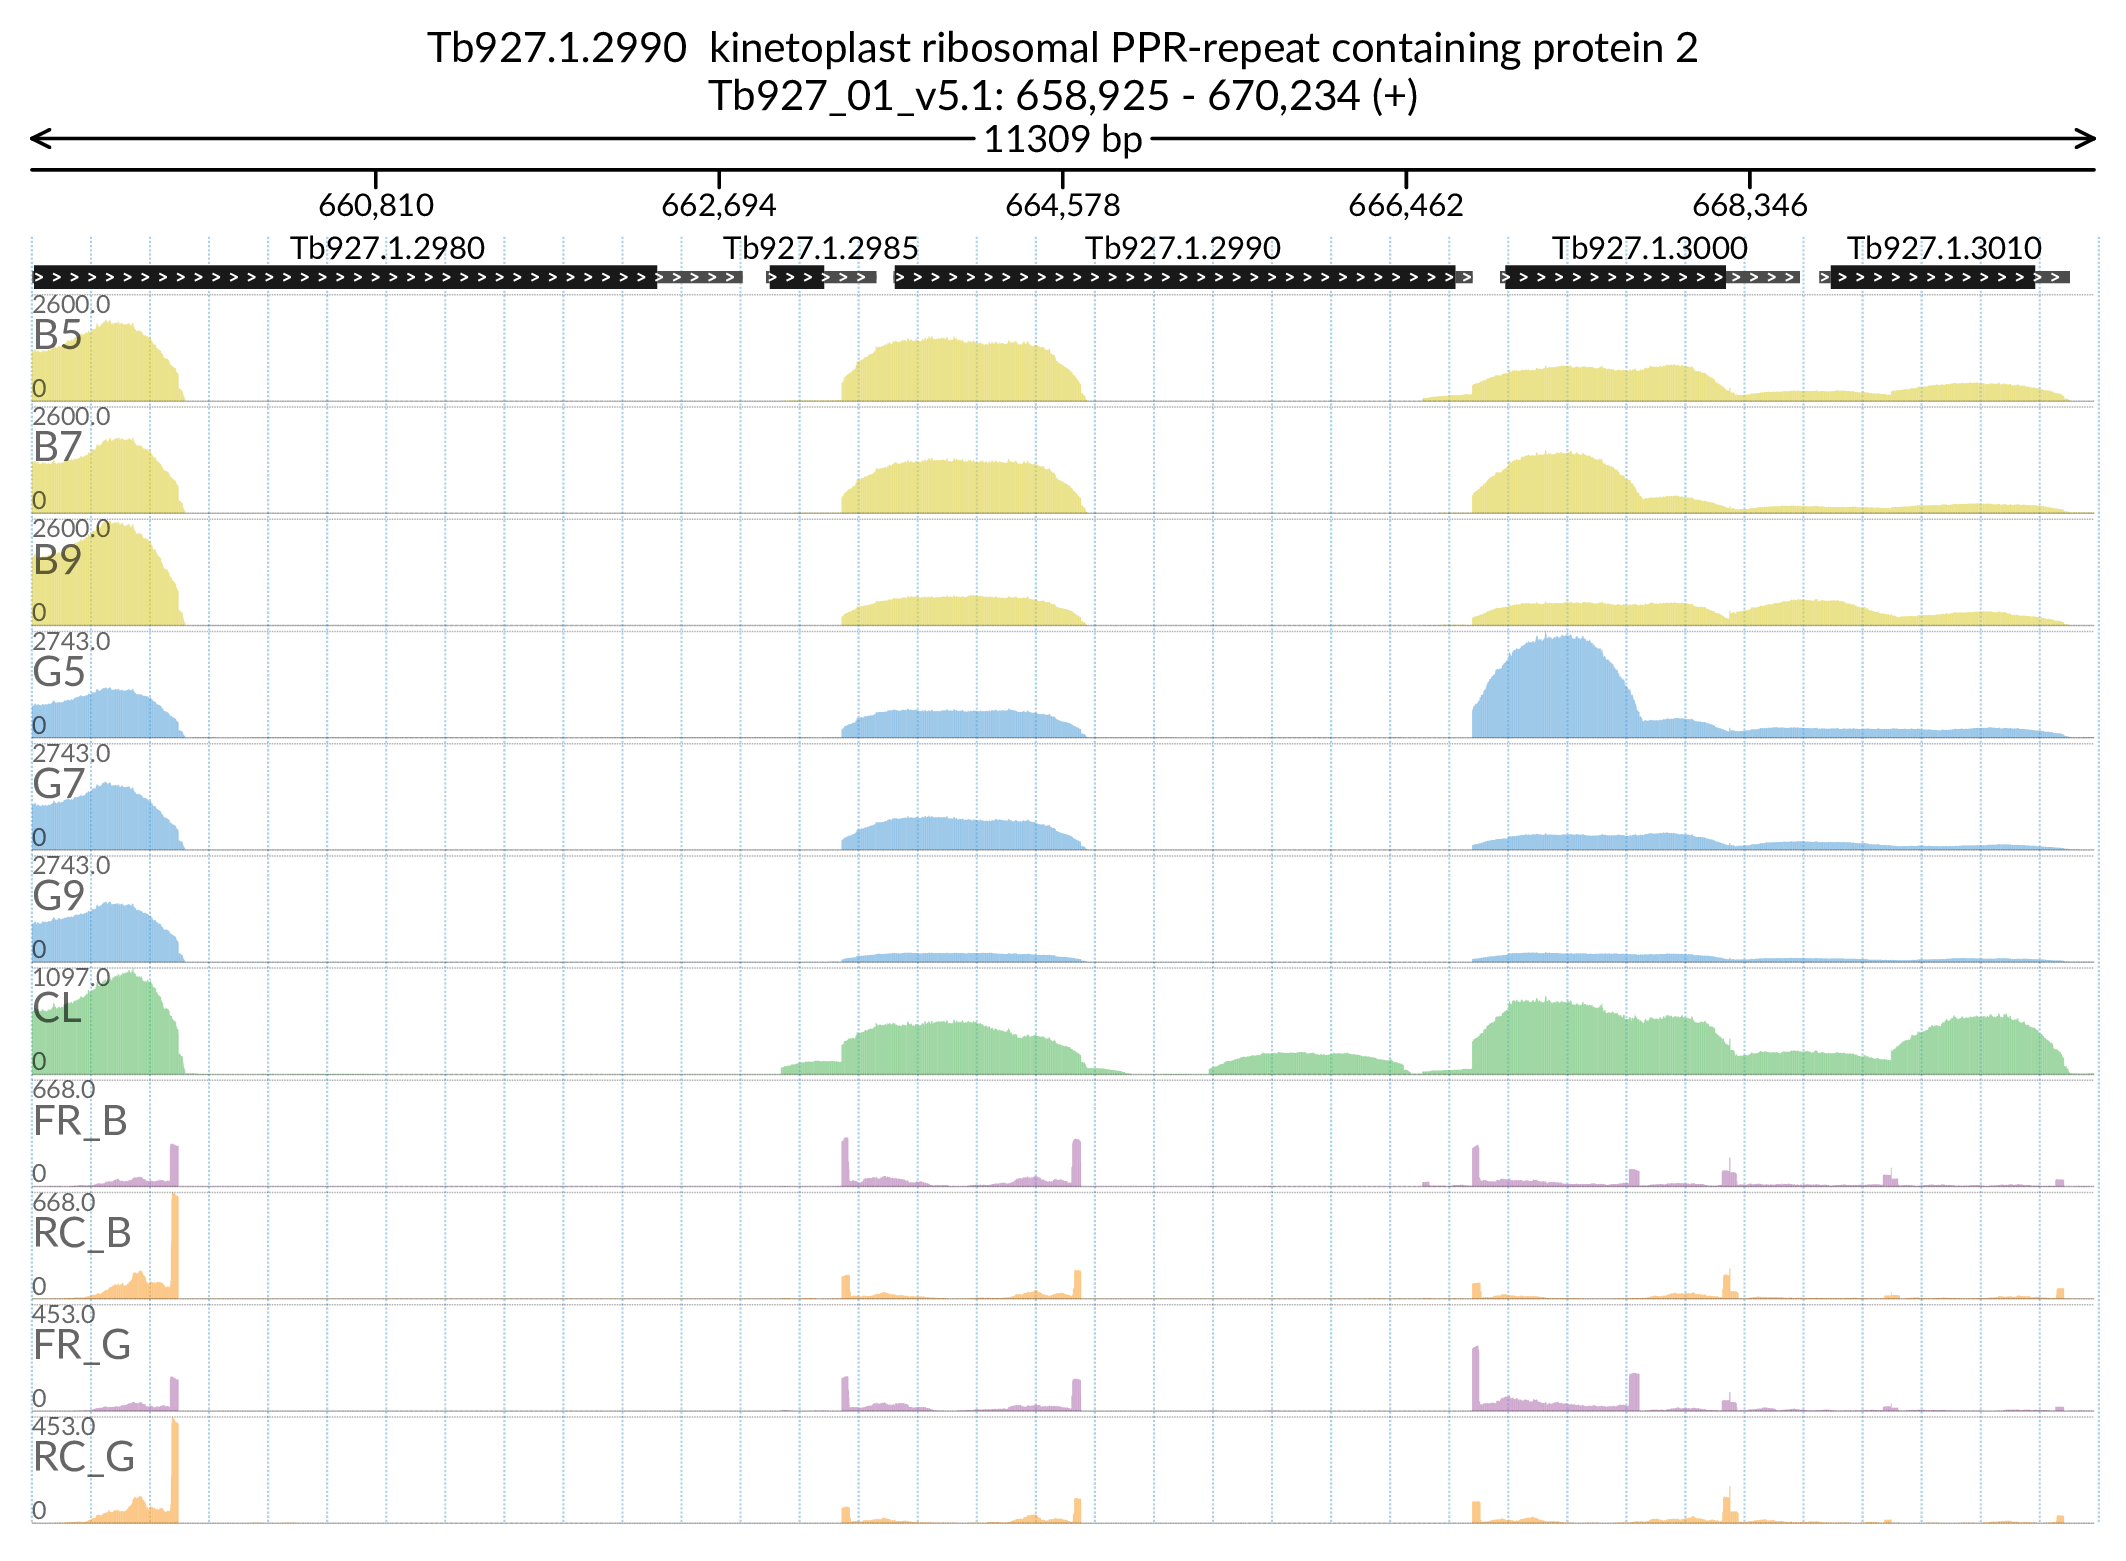 Tb927.1.2990 kinetoplast ribosomal PPR-repeat containing protein 2
Tb927_01_v5.1: 658,925 - 670,234 (+)
11309 bp
660,810 662,694 664,578 666,462 668,346
Tb927.1.2980 Tb927.1.2985 Tb927.1.2990 Tb927.1.3000 Tb927.1.3010
2600.0
B5
0
2600.0
B7
0
2600.0
B9
0
2743.0
G5
0
2743.0
G7
0
2743.0
G9
0
1097.0
CL
0
668.0
FR_B
0
668.0
RC_B
0
453.0
FR_G
0
453.0
RC_G
0